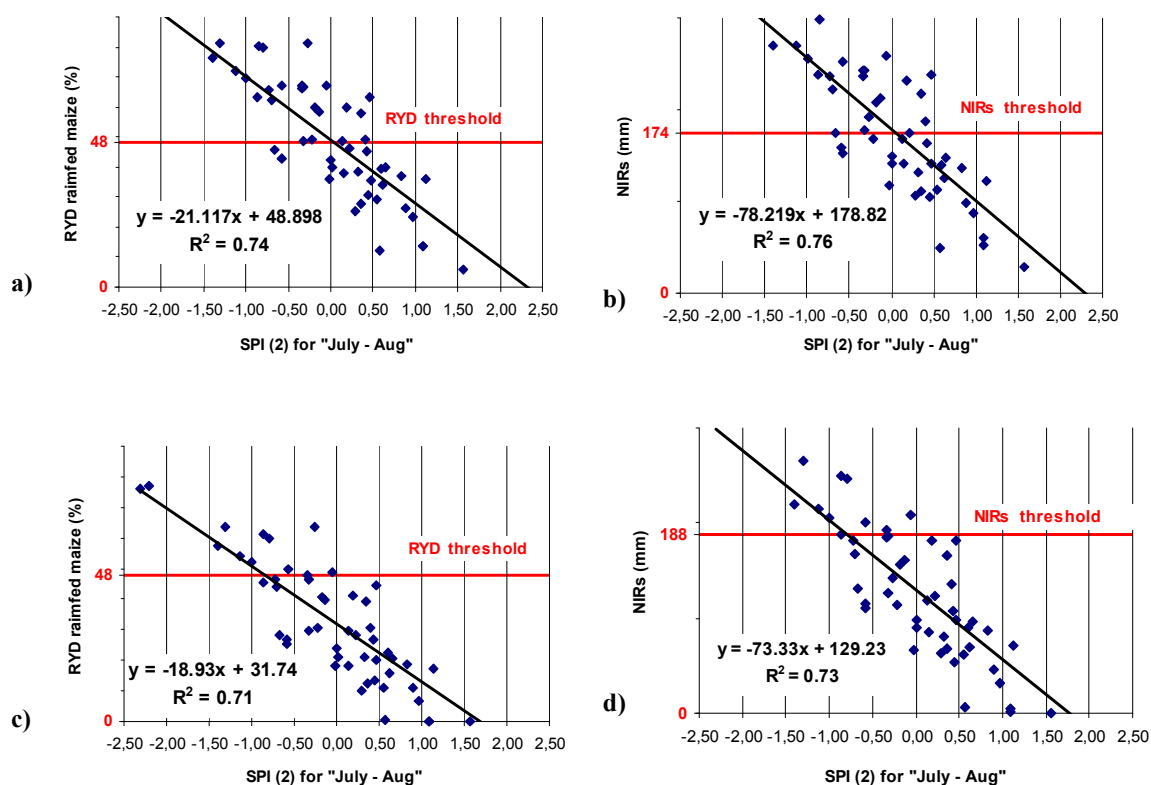 a)
RYD raimfed maize (%)
48
0
RYD threshold
y = -21.117x + 48.898
R² = 0.74
-2,50 -2,00 -1,50 -1,00 -0,50 0,00 0,50 1,00 1,50 2,00 2,50
SPI (2) for "July - Aug"
b)
NIRs (mm)
174
0
NIRs threshold
y = -78.219x + 178.82
R² = 0.76
-2,50 -2,00 -1,50 -1,00 -0,50 0,00 0,50 1,00 1,50 2,00 2,50
SPI (2) for "July - Aug"
c)
RYD raimfed maize (%)
48
0
RYD threshold
y = -18.93x + 31.74
R² = 0.71
-2,50 -2,00 -1,50 -1,00 -0,50 0,00 0,50 1,00 1,50 2,00 2,50
SPI (2) for "July - Aug"
d)
NIRs (mm)
188
0
NIRs threshold
y = -73.33x + 129.23
R² = 0.73
-2,50 -2,00 -1,50 -1,00 -0,50 0,00 0,50 1,00 1,50 2,00 2,50
SPI (2) for "July - Aug"